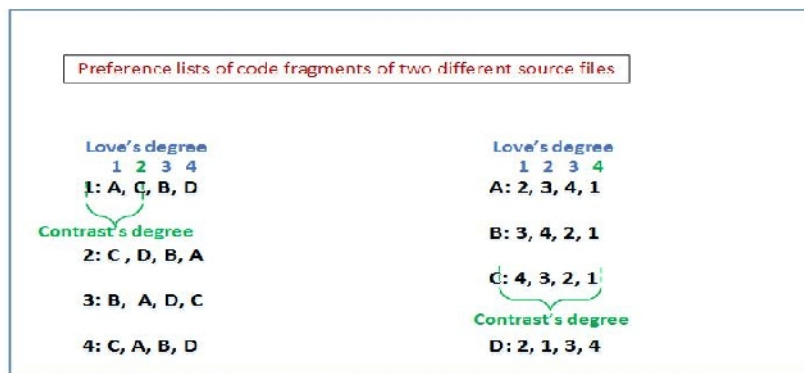 Preference lists of code fragments of two different source files
Love's degree
1 2 3 4
1: A, C, B, D
Contrast's degree
2: C , D, B, A
3: B, A, D, C
4: C, A, B, D
Love's degree
1 2 3 4
A: 2, 3, 4, 1
B: 3, 4, 2, 1
C: 4, 3, 2, 1
Contrast's degree
D: 2, 1, 3, 4